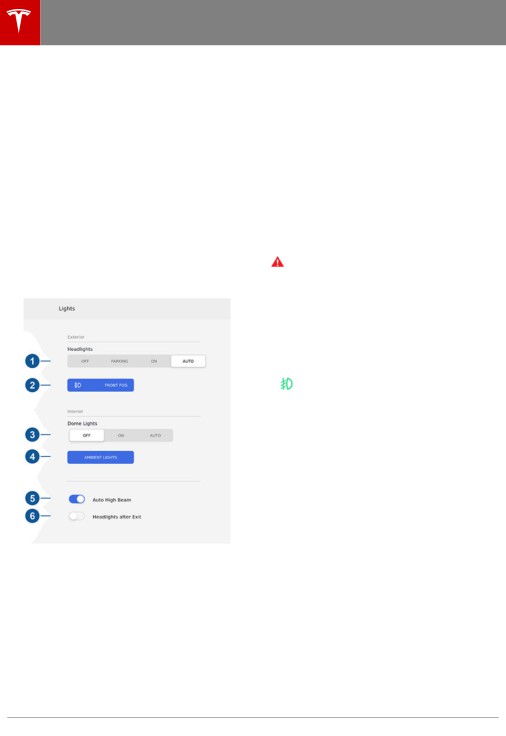 Lights
Exterior
Headlights
1
OFF PARKING ON AUTO
2
FRONT FOG
Interior
Dome Lights
3
OFF ON AUTO
4
AMBIENT LIGHTS
5
Auto High Beam
6
Headlights after Exit